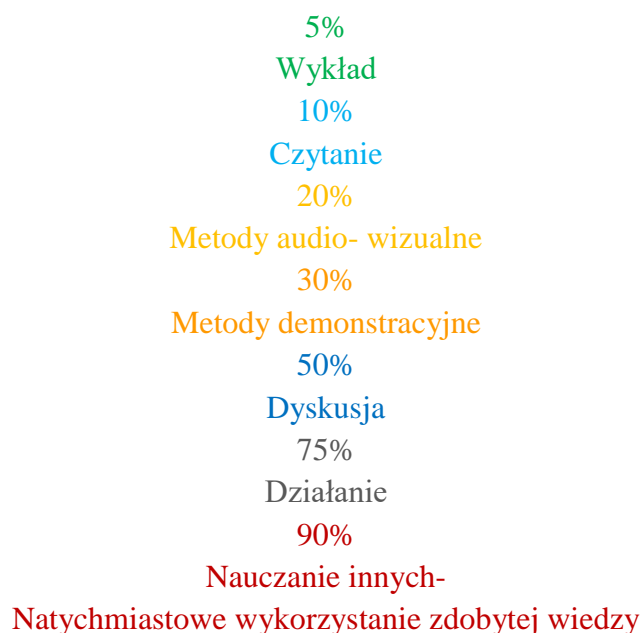 5%
Wykład
10%
Czytanie
20%
Metody audio- wizualne
30%
Metody demonstracyjne
50%
Dyskusja
75%
Działanie
90%
Nauczanie innych-
Natychmiastowe wykorzystanie zdobytej wiedzy